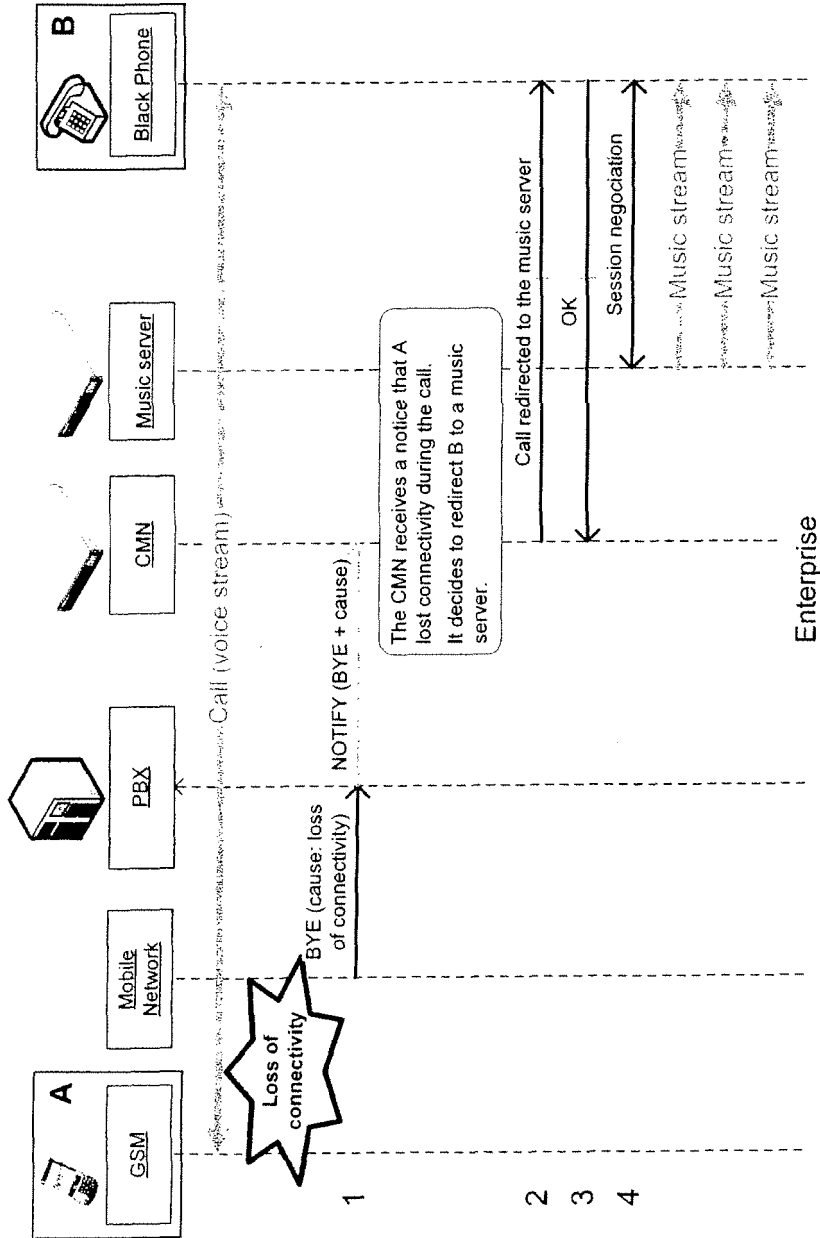 A
GSM
Mobile
Network
PBX
CMN
Music server
B
Black Phone
Call (voice stream)
Loss of
connectivity
1
BYE (cause: loss
of connectivity)
NOTIFY (BYE + cause)
The CMN receives a notice that A
lost connectivity during the call.
It decides to redirect B to a music
server.
2
Call redirected to the music server
3
OK
4
Session negociation
Music stream
Music stream
Music stream
Enterprise